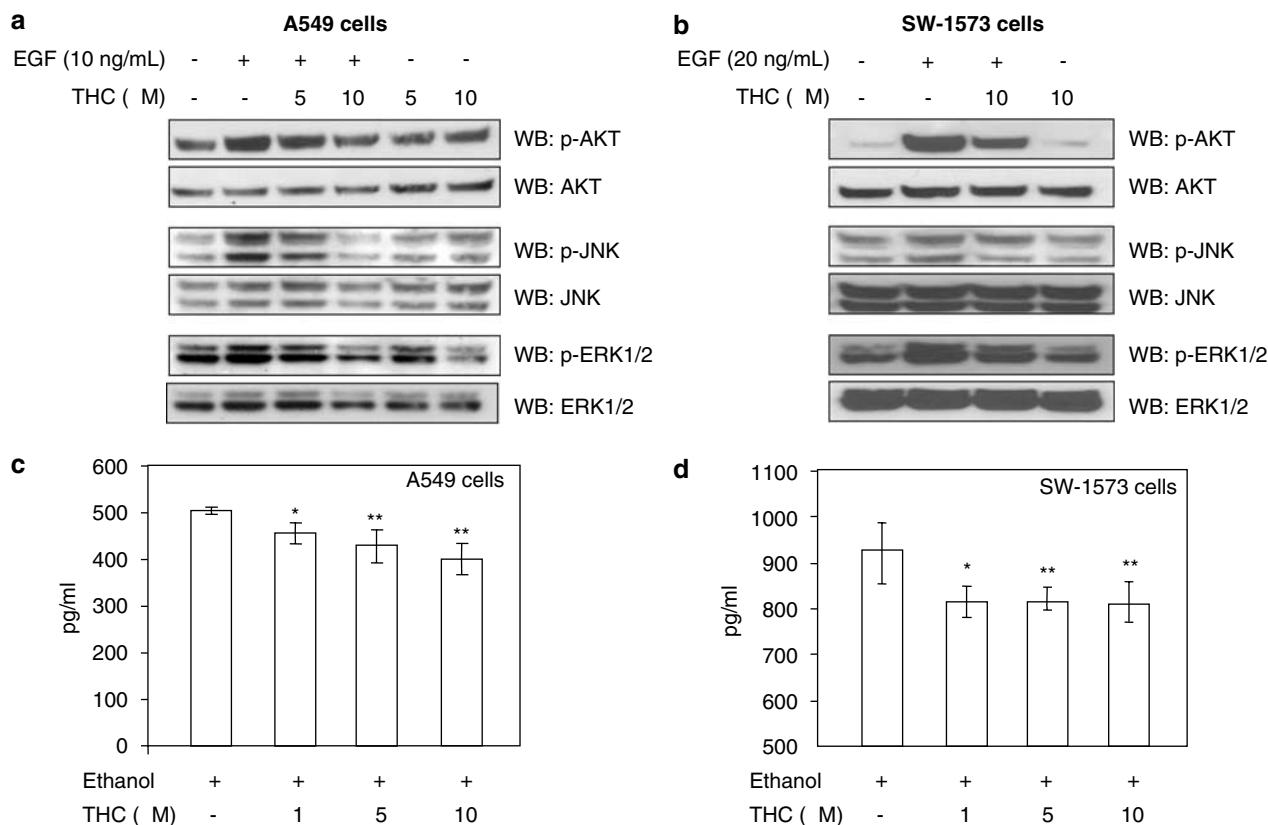 a
A549 cells
EGF (10 ng/mL) - + + + - -
THC ( M) - - 5 10 5 10
WB: p-AKT
WB: AKT
WB: p-JNK
WB: JNK
WB: p-ERK1/2
WB: ERK1/2
b
SW-1573 cells
EGF (20 ng/mL) - + + -
THC ( M) - - 10 10
WB: p-AKT
WB: AKT
WB: p-JNK
WB: JNK
WB: p-ERK1/2
WB: ERK1/2
c
A549 cells
pg/ml
600
500
400
300
200
100
0
* ** **
Ethanol + + + +
THC ( M) - 1 5 10
d
SW-1573 cells
pg/ml
1100
1000
900
800
700
600
500
* ** **
Ethanol + + + +
THC ( M) - 1 5 10